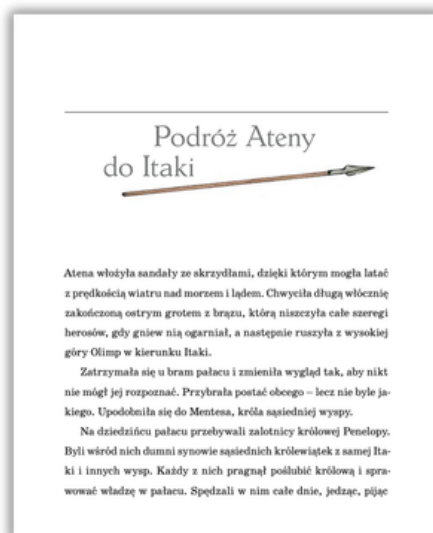 Podróż Ateny
do Itaki
Atena włożyła sandały ze skrzydłami, dzięki którym mogła latać
z prędkością wiatru nad morzem i lądem. Chwyciła długą włócznię
zakończoną ostrym grotem z brązu, którą niszczyła całe szeregi
herosów, gdy gniew nią ogarniał, a następnie ruszyła z wysokiej
góry Olimp w kierunku Itaki.
Zatrzymała się u bram pałacu i zmieniła wygląd tak, aby nikt
nie mógł jej rozpoznać. Przybrała postać obcego – lecz nie byle ja-
kiego. Upodobniła się do Mentesa, króla sąsiedniej wyspy.
Na dziedzińcu pałacu przebywali zalotnicy królowej Penelopy.
Byli wśród nich dumni synowie sąsiednich królewiątek z samej Ita-
ki i innych wysp. Każdy z nich pragnął poślubić królową i spra-
wować władzę w pałacu. Spędzali w nim całe dnie, jedząc, pijąc